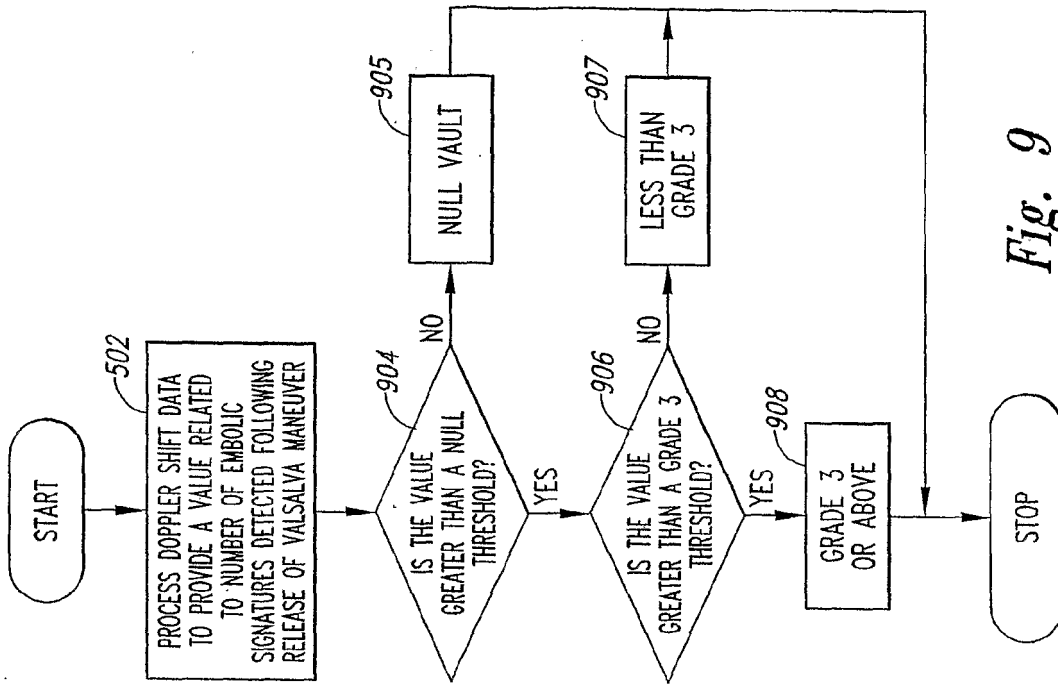 START
502
PROCESS DOPPLER SHIFT DATA
TO PROVIDE A VALUE RELATED
TO NUMBER OF EMBOLIC
SIGNATURES DETECTED FOLLOWING
RELEASE OF VALSALVA MANEUVER
904
IS THE VALUE
GREATER THAN A NULL
THRESHOLD?
NO
905
NULL VAULT
YES
906
IS THE VALUE
GREATER THAN A GRADE 3
THRESHOLD?
NO
907
LESS THAN
GRADE 3
YES
908
GRADE 3
OR ABOVE
STOP
Fig. 9